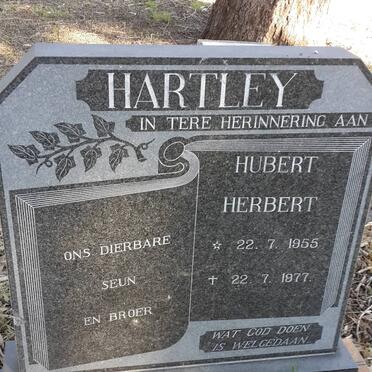 HARTLEY
IN TERE HERINNERING AAN
HUBERT
HERBERT
☆ 22. 7. 1955
† 22. 7. 1977.
ONS DIERBARE
SEUN
EN BROER
WAT GOD DOEN
IS WELGEDAAN